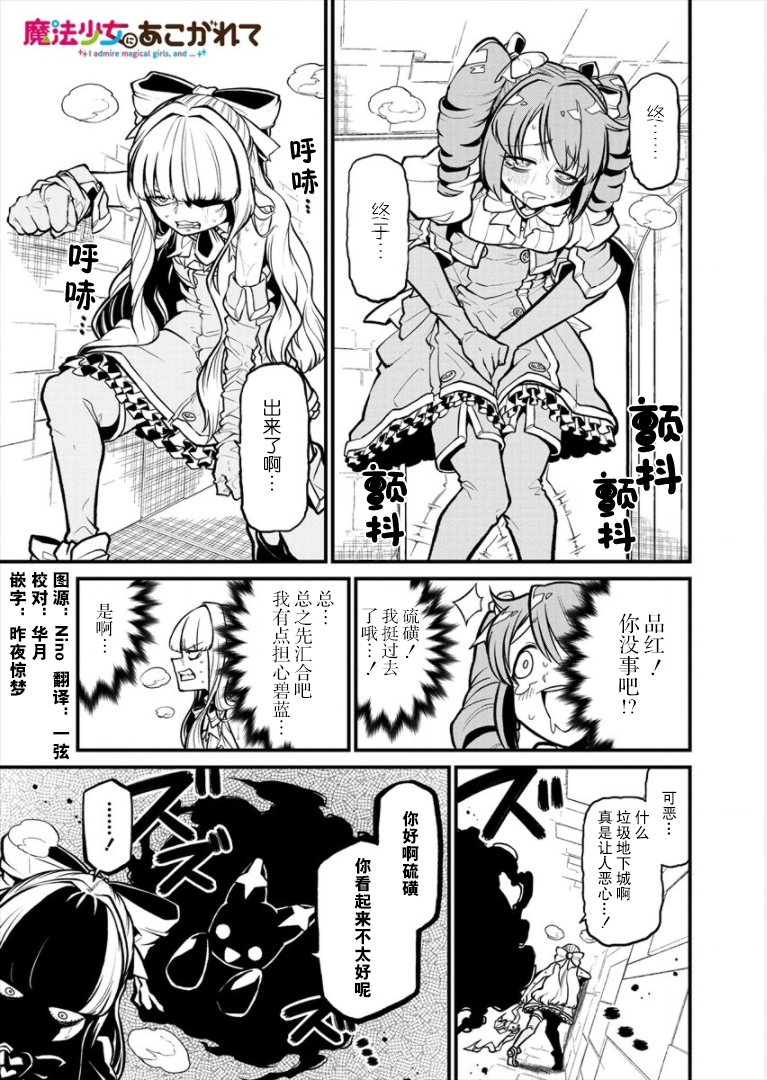 魔法少女にあこがれて
I admire magical girls, and ...
终……
终于…
颤抖
颤抖
颤抖
呼哧…
呼哧…
出来了啊…
品红！
你没事吧!?
硫磺！
我挺过去
了哦…！
总…
总之先汇合吧
我有点担心碧蓝…
是啊…
图源：Nino 翻译：一弦
校对：华月
嵌字：昨夜惊梦
可恶…
什么
垃圾地下城啊
真是让人恶心…！
ズズ
ズズ
你好啊硫磺
你看起来不太好呢
……！